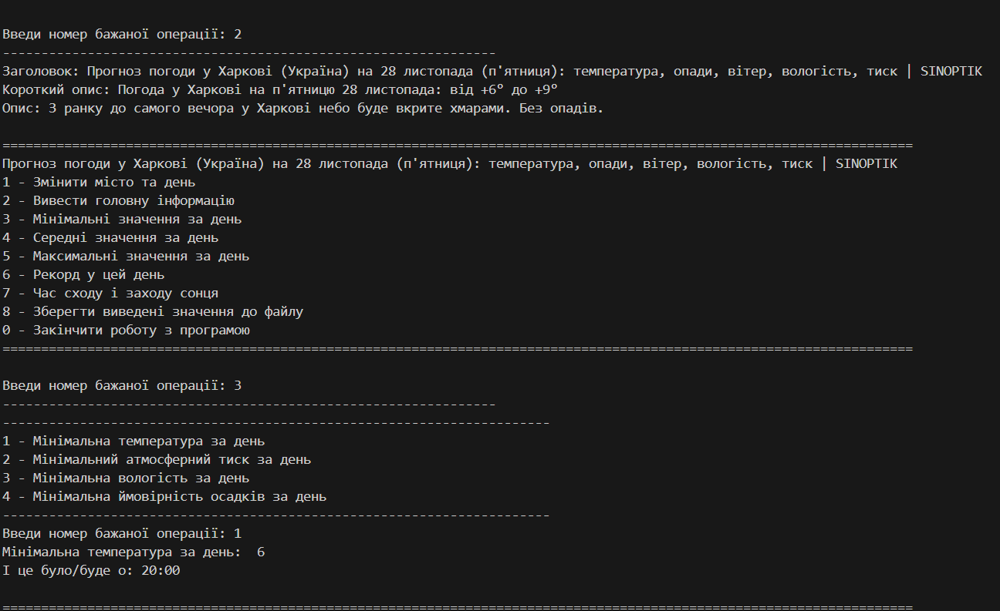 Введи номер бажаної операції: 2
----------------------------------------------------------------
Заголовок: Прогноз погоди у Харкові (Україна) на 28 листопада (п'ятниця): температура, опади, вітер, вологість, тиск | SINOPTIK
Короткий опис: Погода у Харкові на п'ятницю 28 листопада: від +6° до +9°
Опис: З ранку до самого вечора у Харкові небо буде вкрите хмарами. Без опадів.
======================================================================================================================
Прогноз погоди у Харкові (Україна) на 28 листопада (п'ятниця): температура, опади, вітер, вологість, тиск | SINOPTIK
1 - Змінити місто та день
2 - Вивести головну інформацію
3 - Мінімальні значення за день
4 - Середні значення за день
5 - Максимальні значення за день
6 - Рекорд у цей день
7 - Час сходу і заходу сонця
8 - Зберегти виведені значення до файлу
0 - Закінчити роботу з програмою
======================================================================================================================
Введи номер бажаної операції: 3
----------------------------------------------------------------
-----------------------------------------------------------------------
1 - Мінімальна температура за день
2 - Мінімальний атмосферний тиск за день
3 - Мінімальна вологість за день
4 - Мінімальна ймовірність осадків за день
-----------------------------------------------------------------------
Введи номер бажаної операції: 1
Мінімальна температура за день:  6
І це було/буде о: 20:00
======================================================================================================================